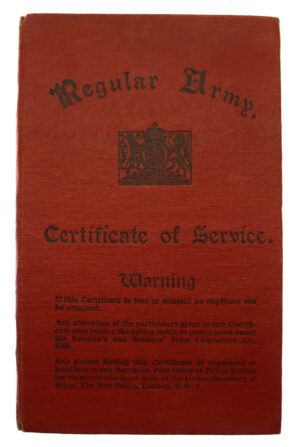 Regular Army.
Certificate of Service.
Warning
If this Certificate is lost or mislaid no duplicate can
be obtained.
Any alteration of the particulars given in this Certifi-
cate may render the holder liable to prosecution under
the Seamen's and Soldiers' False Characters Act,
1906.
Any person finding this Certificate is requested to
hand it in to any Barracks, Post Office or Police Station
for transmission (post free) to the Under-Secretary of
State, The War Office, London, S.W.1.